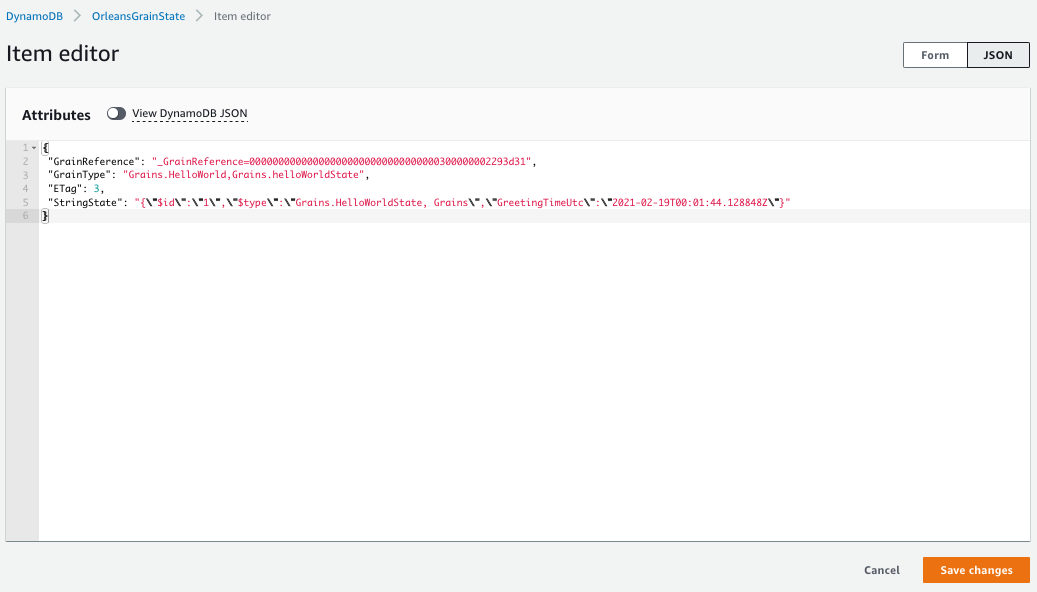 DynamoDB > OrleansGrainState > Item editor
Item editor
Form JSON
Attributes View DynamoDB JSON
1 {
2 "GrainReference": "_GrainReference=0000000000000000000000000000000003000000002293d31",
3 "GrainType": "Grains.HelloWorld,Grains.helloWorldState",
4 "ETag": 3,
5 "StringState": "{\"$id\":\"1\",\"$type\":\"Grains.HelloWorldState, Grains\",\"GreetingTimeUtc\":\"2021-02-19T00:01:44.128848Z\"}"
6 }
Cancel Save changes